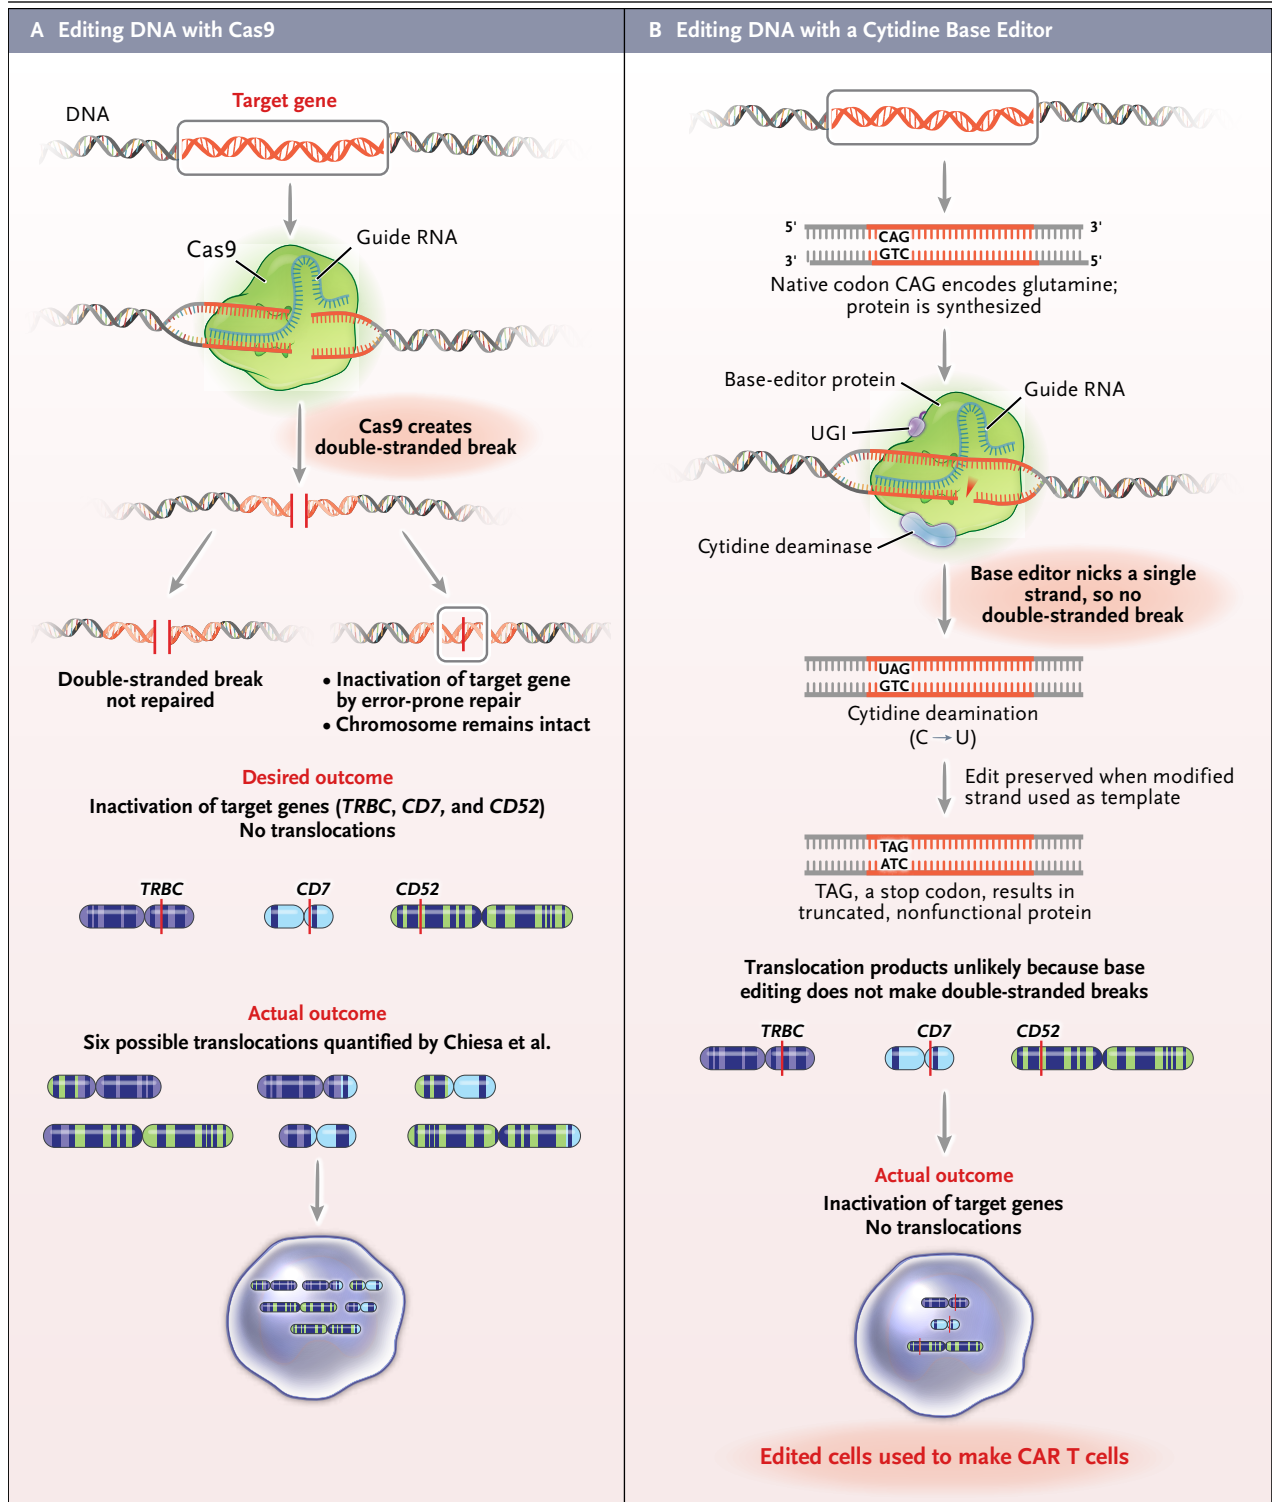 A Editing DNA with Cas9
DNA
Target gene
Cas9
Guide RNA
Cas9 creates
double-stranded break
Double-stranded break
not repaired
• Inactivation of target gene
by error-prone repair
• Chromosome remains intact
Desired outcome
Inactivation of target genes (TRBC, CD7, and CD52)
No translocations
TRBC
CD7
CD52
Actual outcome
Six possible translocations quantified by Chiesa et al.
B Editing DNA with a Cytidine Base Editor
5' 3'
CAG
GTC
3' 5'
Native codon CAG encodes glutamine;
protein is synthesized
Base-editor protein
Guide RNA
UGI
Cytidine deaminase
Base editor nicks a single
strand, so no
double-stranded break
UAG
GTC
Cytidine deamination
(C → U)
Edit preserved when modified
strand used as template
TAG
ATC
TAG, a stop codon, results in
truncated, nonfunctional protein
Translocation products unlikely because base
editing does not make double-stranded breaks
TRBC
CD7
CD52
Actual outcome
Inactivation of target genes
No translocations
Edited cells used to make CAR T cells